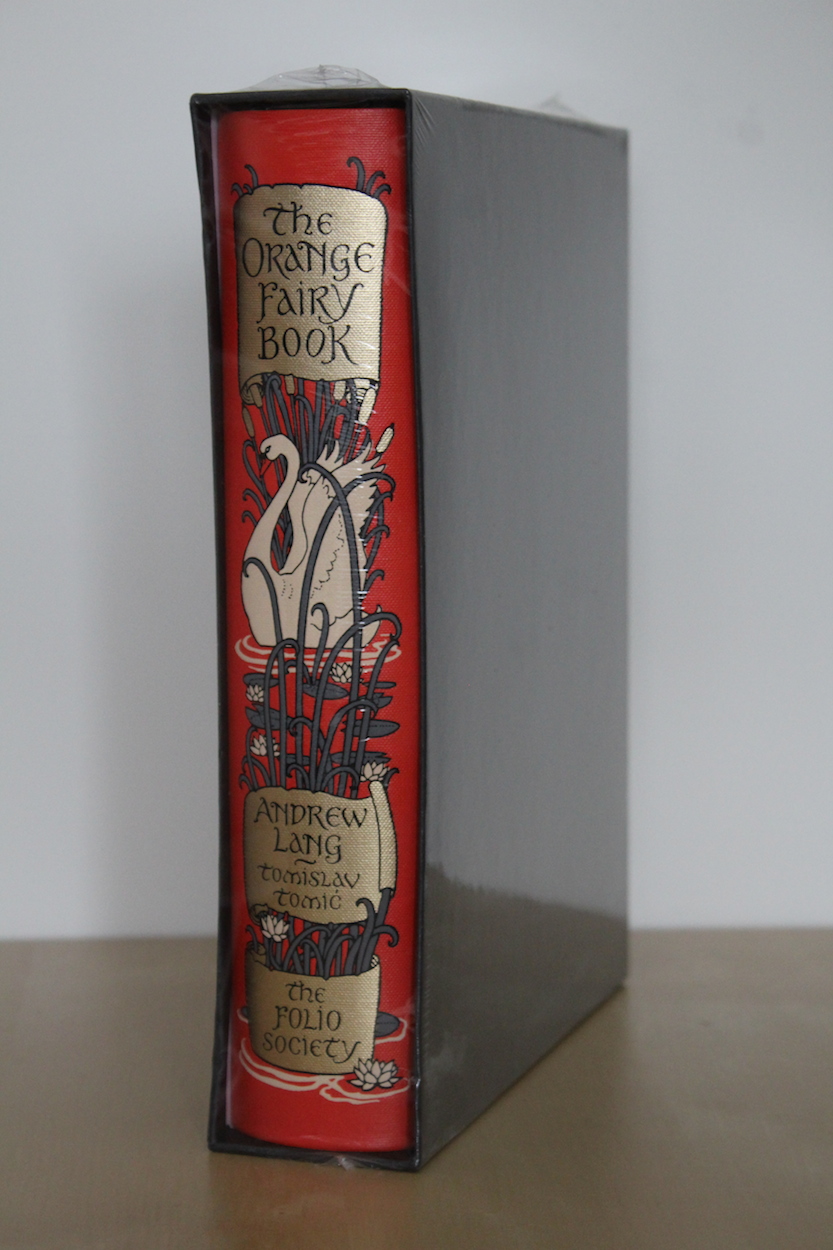 The
ORANGE
Fairy
BOOK
ANDREW
LANG
TOMISLAV
TOMIĆ
The
FOLIO
SOCIETY